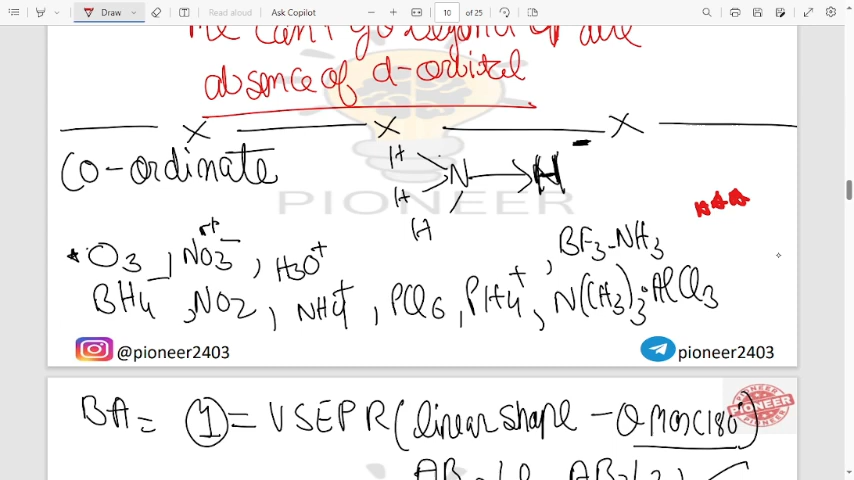 Draw
Read aloud
Ask Copilot
10 of 25
absence of d-orbital
Co-ordinate
H
H
H
N → H
PIONEER
O3, NO3-, H3O+, BF3-NH3
BH4-, NO2, NH4+, PCl6, PH4+, N(CH3)3·AlCl3
@pioneer2403
pioneer2403
BA = 1 = VSEPR (linear shape - θ max(180°)
PIONEER